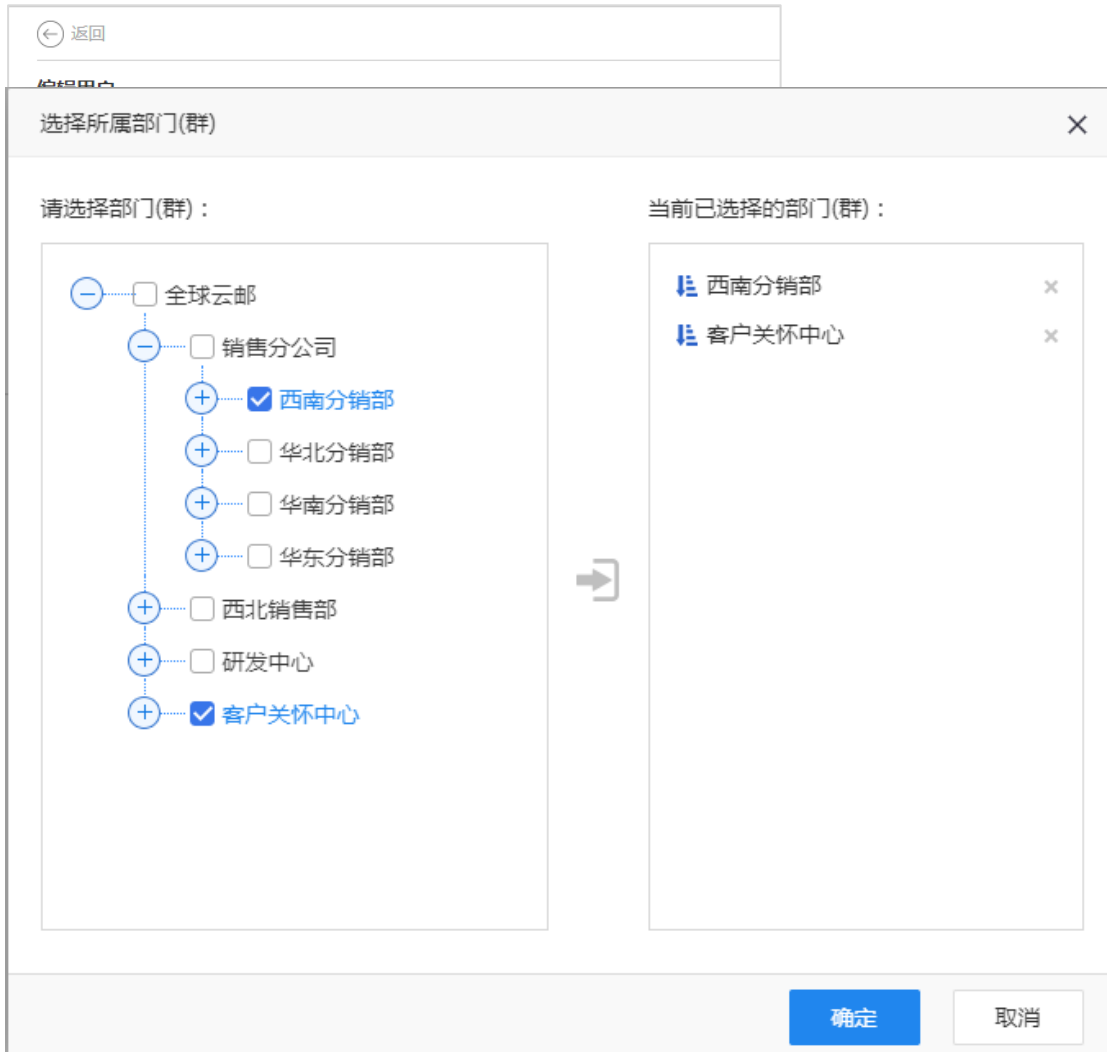 返回
编辑用户
选择所属部门(群)
请选择部门(群)：
全球云邮
销售分公司
西南分销部
华北分销部
华南分销部
华东分销部
西北销售部
研发中心
客户关怀中心
当前已选择的部门(群)：
西南分销部
客户关怀中心
确定
取消